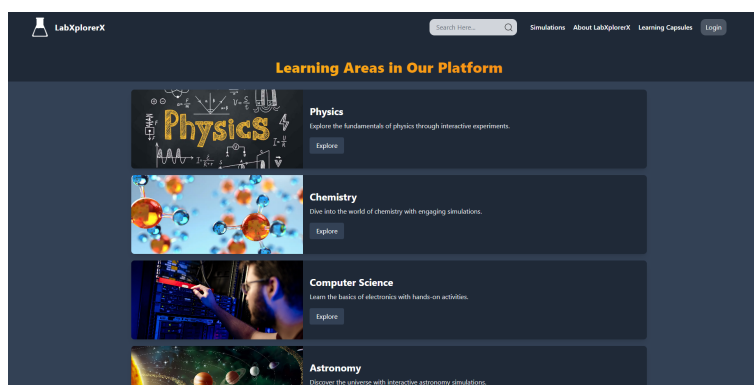 LabXplorerX
Search Here...
Simulations About LabXplorerX Learning Capsules Login
Learning Areas in Our Platform
Physics
Physics
Explore the fundamentals of physics through interactive experiments.
Explore
Chemistry
Dive into the world of chemistry with engaging simulations.
Explore
Computer Science
Learn the basics of electronics with hands-on activities.
Explore
Astronomy
Discover the universe with interactive astronomy simulations.